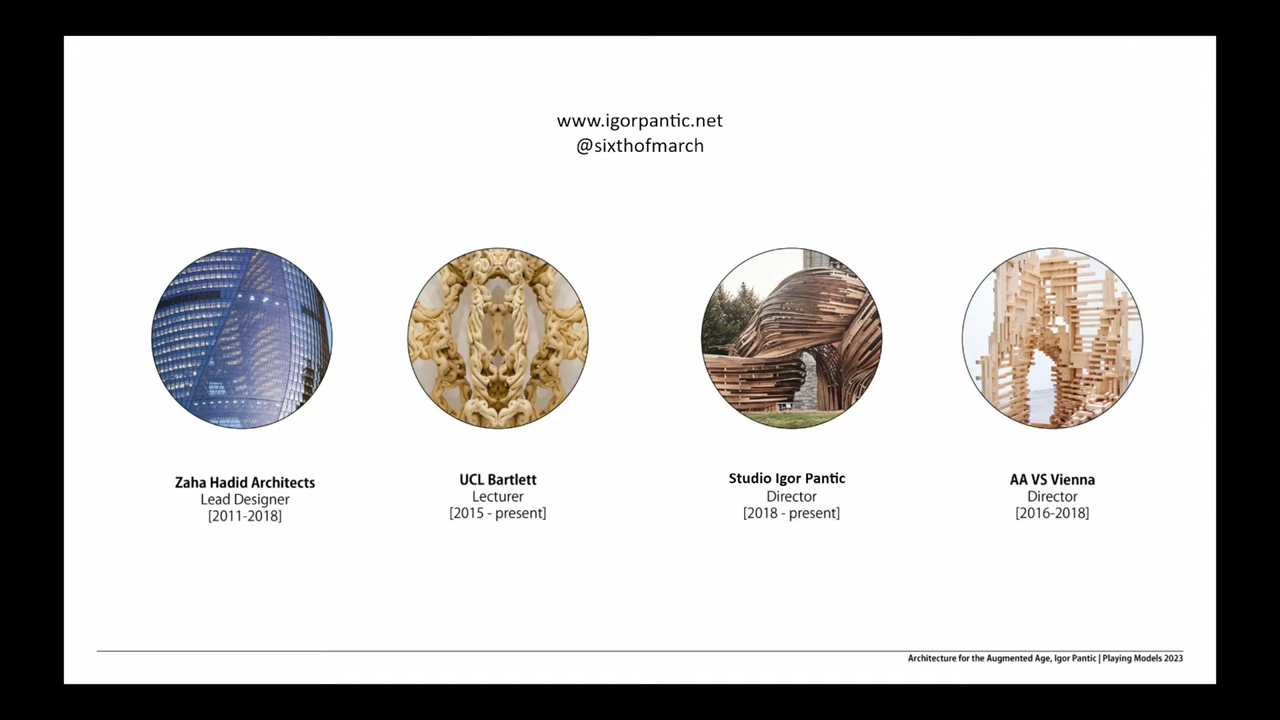 www.igorpantic.net
@sixthofmarch
Zaha Hadid Architects
Lead Designer
[2011-2018]
UCL Bartlett
Lecturer
[2015 - present]
Studio Igor Pantic
Director
[2018 - present]
AA VS Vienna
Director
[2016-2018]
Architecture for the Augmented Age, Igor Pantic | Playing Models 2023